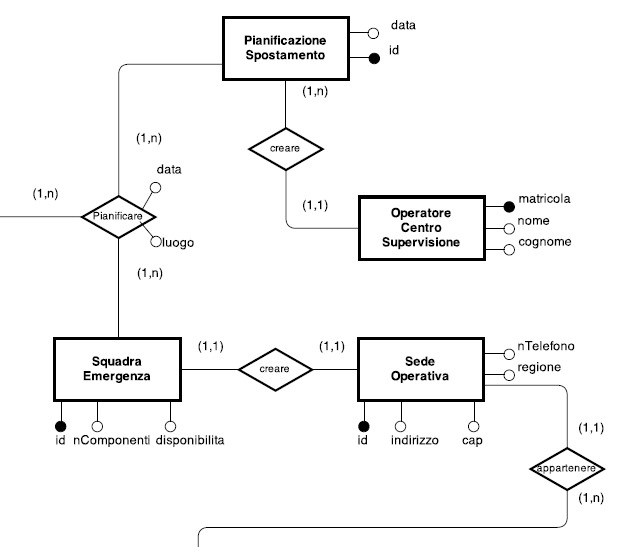 Pianificazione
Spostamento
data
id
(1,n)
(1,n)
creare
data
(1,n)
Pianificare
luogo
(1,1)
Operatore
Centro
Supervisione
matricola
nome
cognome
(1,n)
Squadra
Emergenza
(1,1)
creare
(1,1)
Sede
Operativa
nTelefono
regione
id
nComponenti
disponibilita
id
indirizzo
cap
(1,1)
appartenere
(1,n)